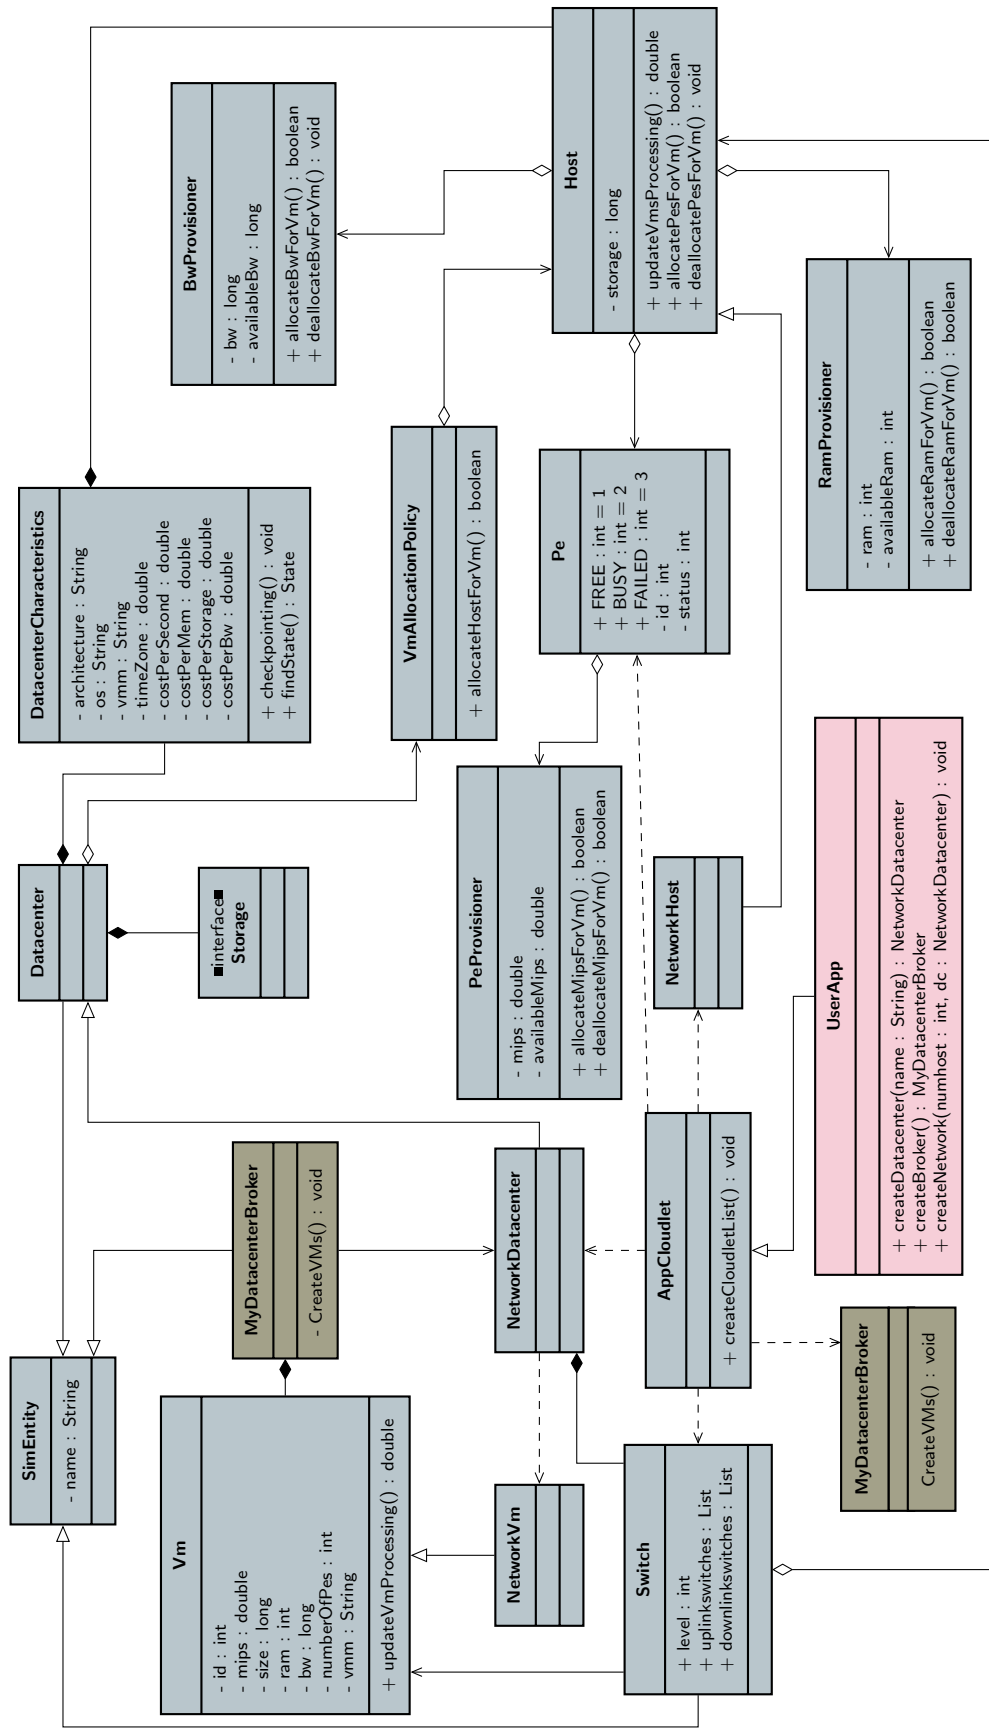 SimEntity
- name : String
Datacenter
DatacenterCharacteristics
- architecture : String
- os : String
- vmm : String
- timeZone : double
- costPerSecond : double
- costPerMem : double
- costPerStorage : double
- costPerBw : double
+ checkpointing() : void
+ findState() : State
Vm
- id : int
- mips : double
- size : long
- ram : int
- bw : long
- numberOfPes : int
- vmm : String
+ updateVmProcessing() : double
MyDatacenterBroker
- CreateVMs() : void
interface
Storage
BwProvisioner
- bw : long
- availableBw : long
+ allocateBwForVm() : boolean
+ deallocateBwForVm() : void
VmAllocationPolicy
+ allocateHostForVm() : boolean
NetworkVm
NetworkDatacenter
PeProvisioner
- mips : double
- availableMips : double
+ allocateMipsForVm() : boolean
+ deallocateMipsForVm() : boolean
Pe
+ FREE : int = 1
+ BUSY : int = 2
+ FAILED : int = 3
- id : int
- status : int
Host
- storage : long
+ updateVmsProcessing() : double
+ allocatePesForVm() : boolean
+ deallocatePesForVm() : void
Switch
+ level : int
+ uplinkswitches : List
+ downlinkswitches : List
AppCloudlet
+ createCloudletList() : void
NetworkHost
MyDatacenterBroker
CreateVMs() : void
UserApp
+ createDatacenter(name : String) : NetworkDatacenter
+ createBroker() : MyDatacenterBroker
+ createNetwork(numhost : int, dc : NetworkDatacenter) : void
RamProvisioner
- ram : int
- availableRam : int
+ allocateRamForVm() : boolean
+ deallocateRamForVm() : boolean